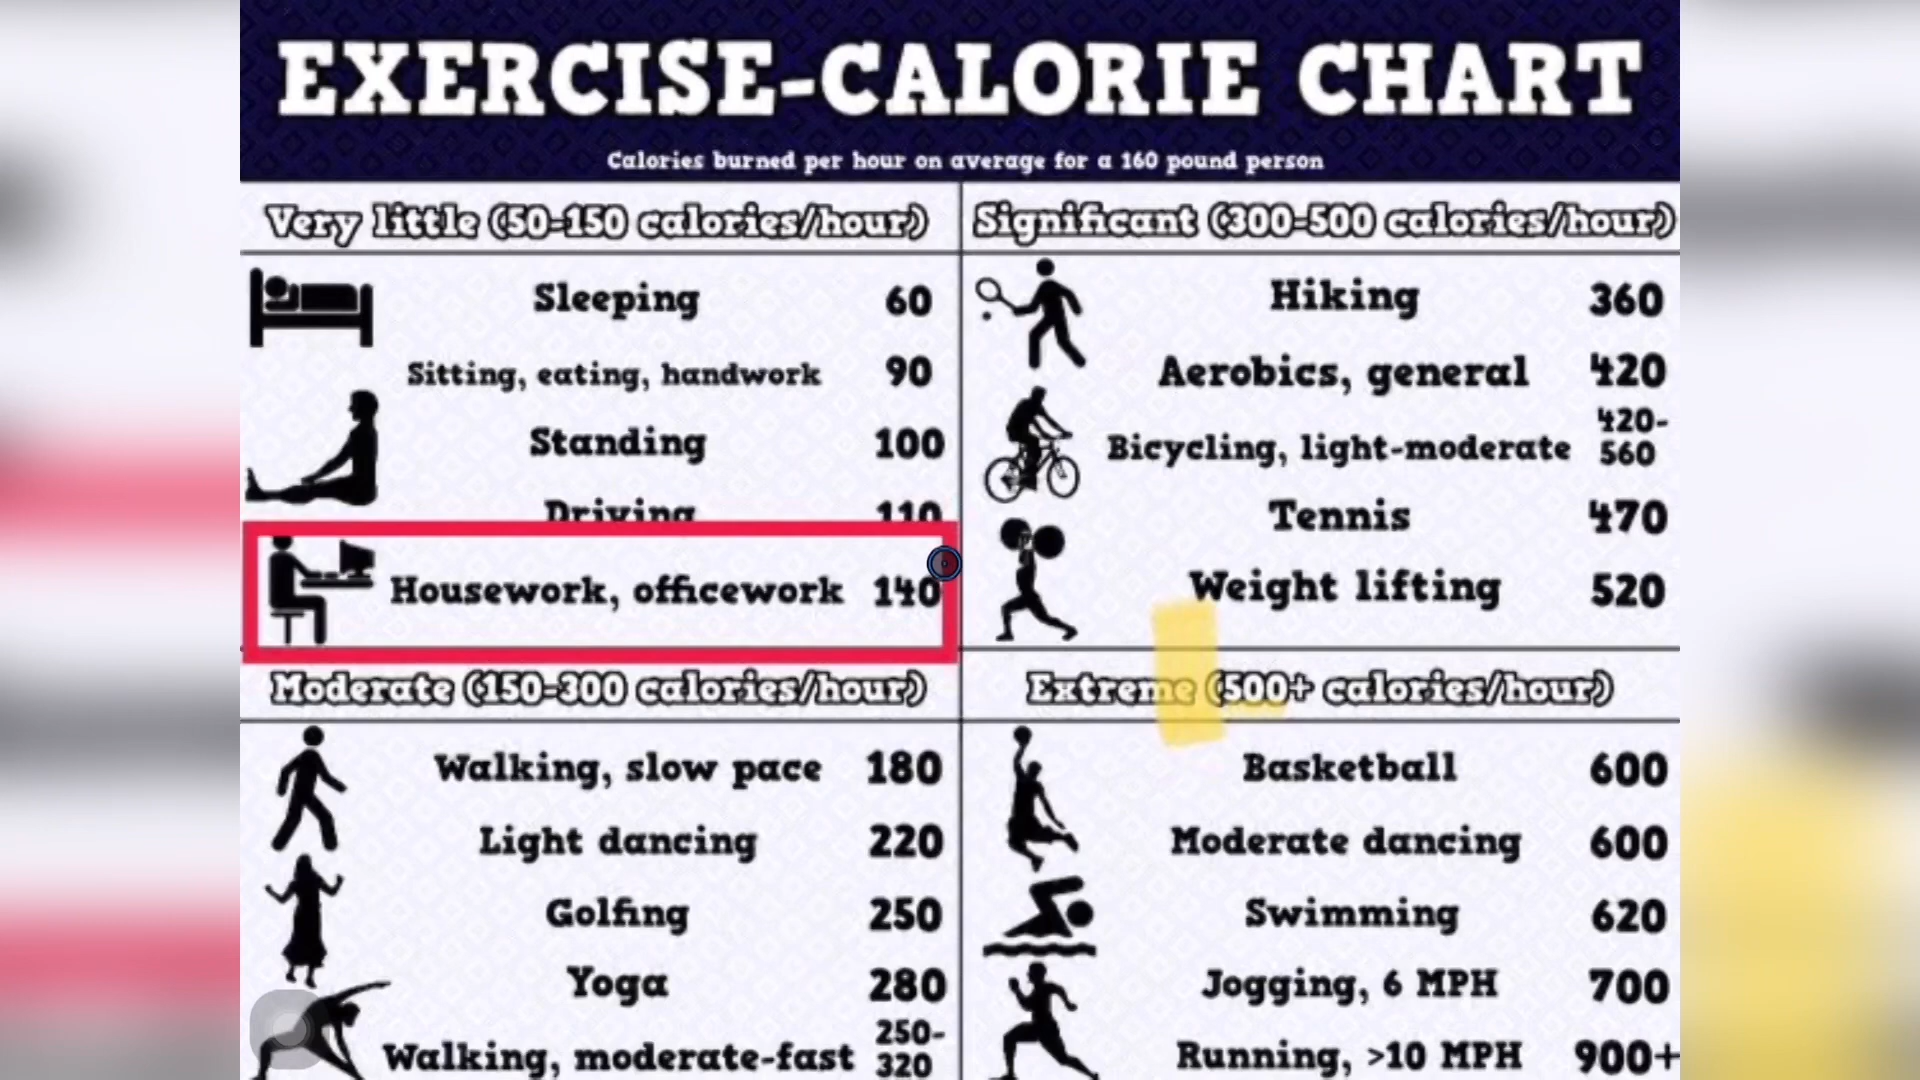 EXERCISE-CALORIE CHART
Calories burned per hour on average for a 160 pound person
Very little (50-150 calories/hour)
Sleeping 60
Sitting, eating, handwork 90
Standing 100
Driving 110
Housework, officework 140
Significant (300-500 calories/hour)
Hiking 360
Aerobics, general 420
Bicycling, light-moderate 420-
560
Tennis 470
Weight lifting 520
Moderate (150-300 calories/hour)
Walking, slow pace 180
Light dancing 220
Golfing 250
Yoga 280
Walking, moderate-fast 250-
320
Extreme (500+ calories/hour)
Basketball 600
Moderate dancing 600
Swimming 620
Jogging, 6 MPH 700
Running, >10 MPH 900+